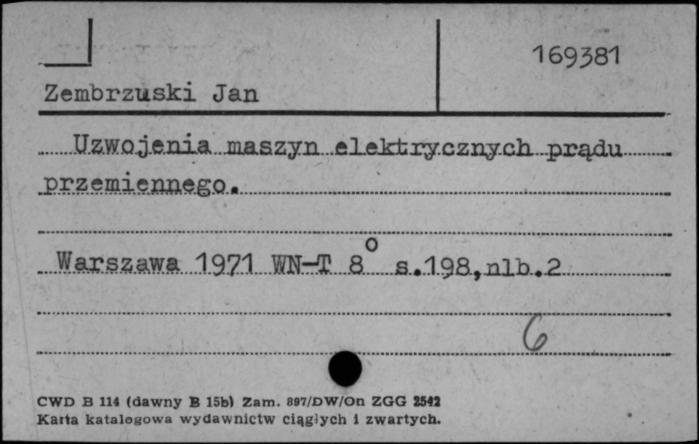 169381
Zembrzuski Jan
Uzwojenia maszyn elektrycznych prądu
przemiennego.
Warszawa 1971 WN-T 8° s.198,nlb.2
6
CWD B 114 (dawny B 15b) Zam. 897/DW/On ZGG 2542
Karta katalogowa wydawnictw ciągłych i zwartych.